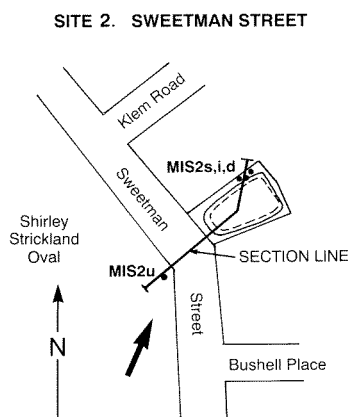 SITE 2. SWEETMAN STREET
Klem Road
MIS2s,i,d
Sweetman
Shirley
Strickland
Oval
SECTION LINE
MIS2u
Street
N
Bushell Place